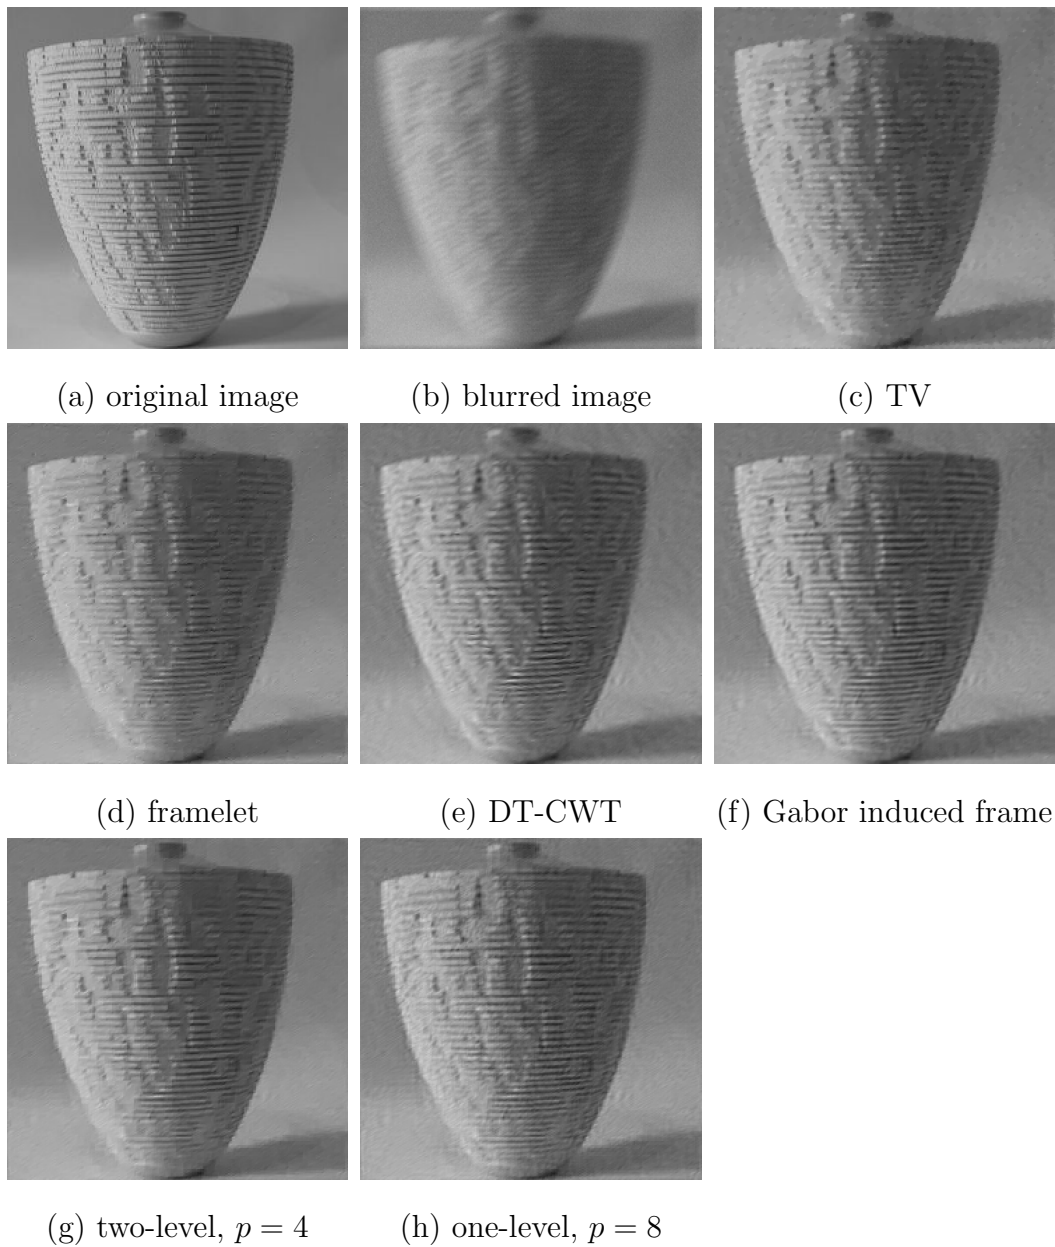 (a) original image
(b) blurred image
(c) TV
(d) framelet
(e) DT-CWT
(f) Gabor induced frame
(g) two-level, p = 4
(h) one-level, p = 8